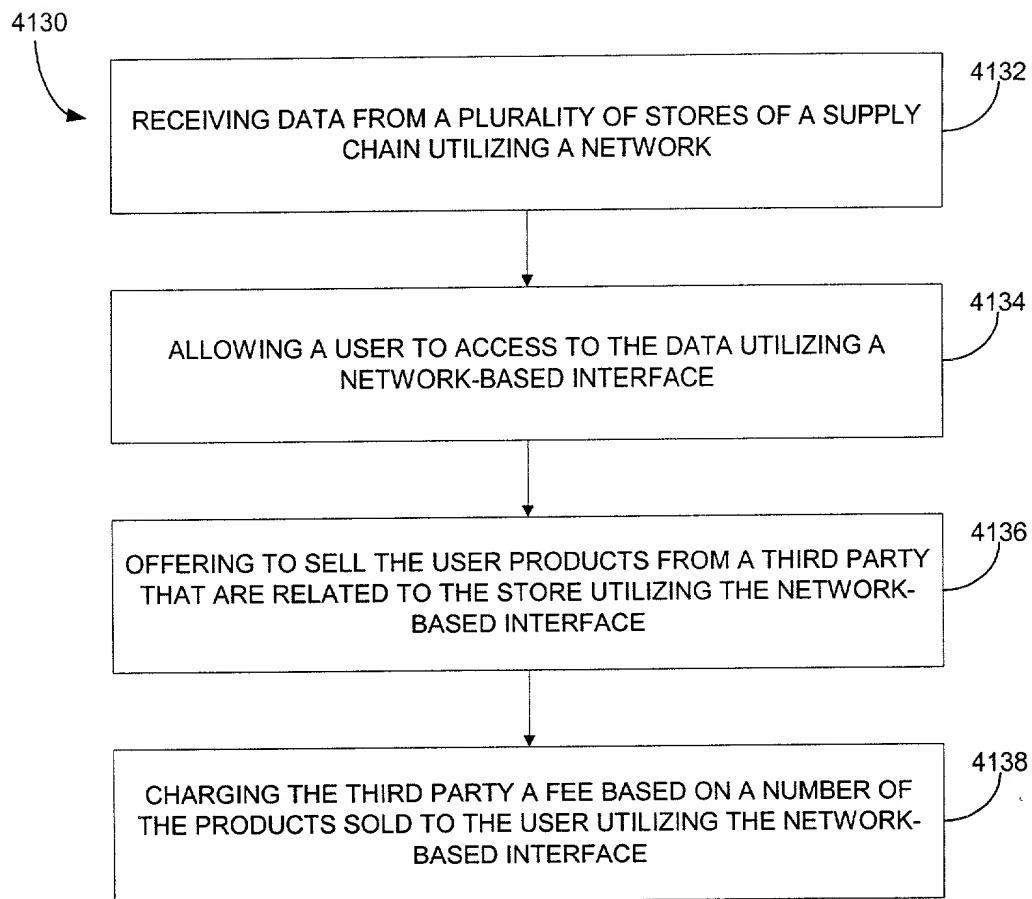 4130
4132
RECEIVING DATA FROM A PLURALITY OF STORES OF A SUPPLY
CHAIN UTILIZING A NETWORK
4134
ALLOWING A USER TO ACCESS TO THE DATA UTILIZING A
NETWORK-BASED INTERFACE
4136
OFFERING TO SELL THE USER PRODUCTS FROM A THIRD PARTY
THAT ARE RELATED TO THE STORE UTILIZING THE NETWORK-
BASED INTERFACE
4138
CHARGING THE THIRD PARTY A FEE BASED ON A NUMBER OF
THE PRODUCTS SOLD TO THE USER UTILIZING THE NETWORK-
BASED INTERFACE